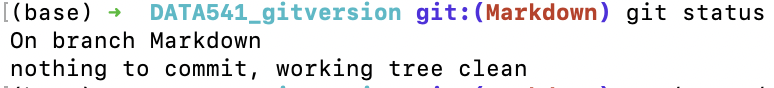 (base) → DATA541_gitversion git:(Markdown) git status
On branch Markdown
nothing to commit, working tree clean